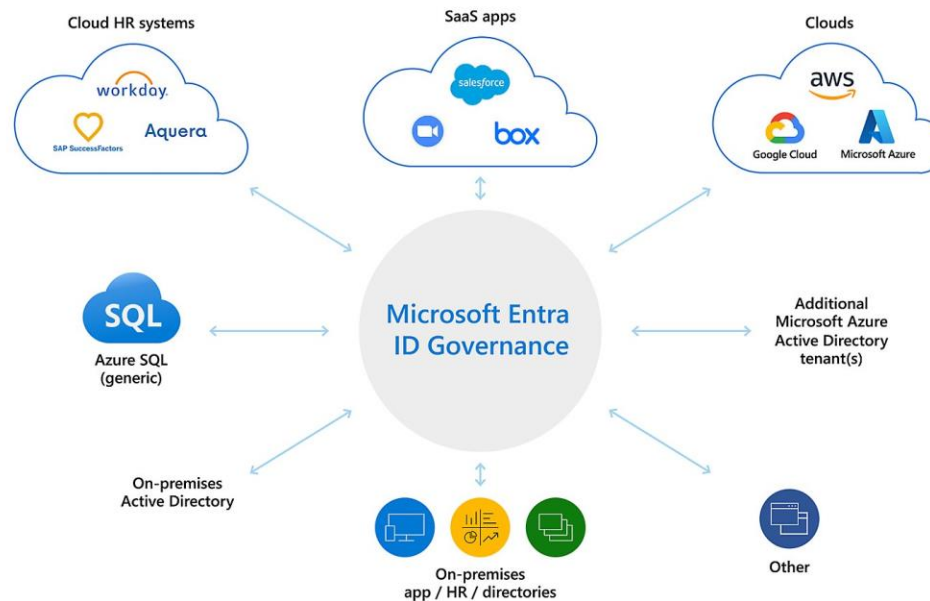 Cloud HR systems
SaaS apps
Clouds
workday.
SAP SuccessFactors
Aquera
salesforce
box
aws
Google Cloud
Microsoft Azure
SQL
Azure SQL
(generic)
Microsoft Entra
ID Governance
Additional
Microsoft Azure
Active Directory
tenant(s)
On-premises
Active Directory
On-premises
app / HR / directories
Other